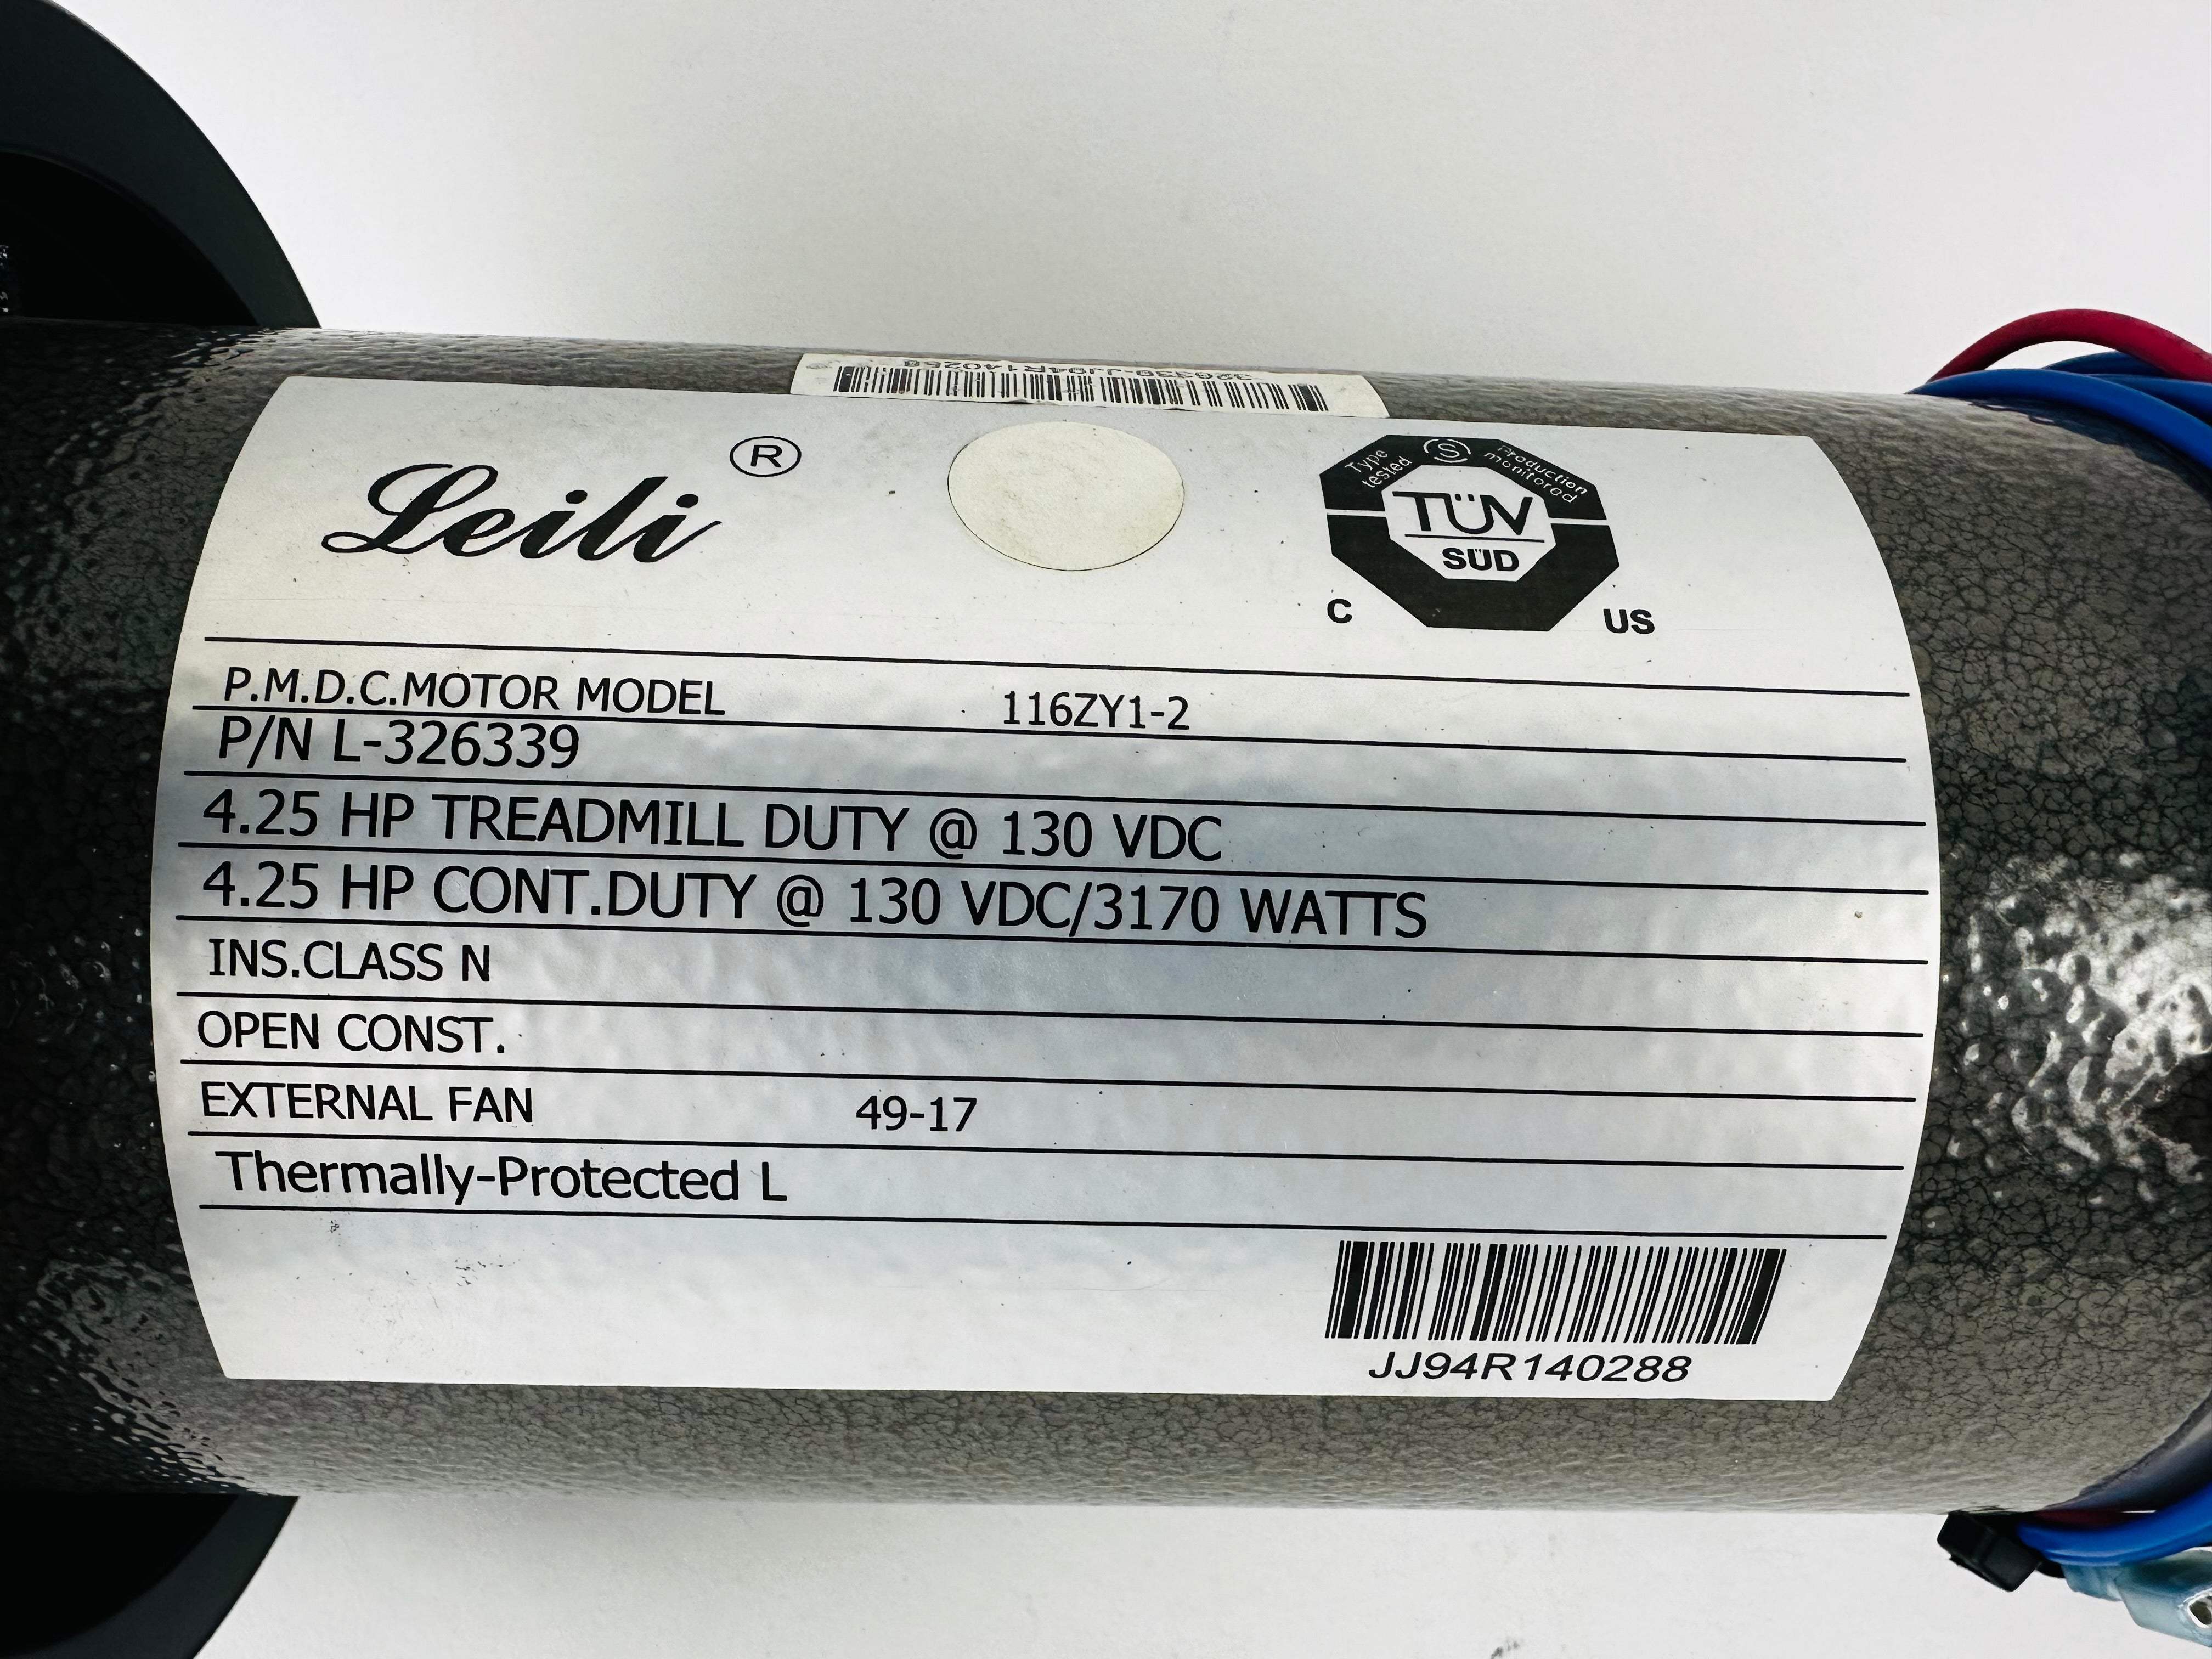 326339-JJ94R140288
Leili ®
Type tested
S
Production monitored
TÜV
SÜD
C US
P.M.D.C.MOTOR MODEL 116ZY1-2
P/N L-326339
4.25 HP TREADMILL DUTY @ 130 VDC
4.25 HP CONT.DUTY @ 130 VDC/3170 WATTS
INS.CLASS N
OPEN CONST.
EXTERNAL FAN 49-17
Thermally-Protected L
JJ94R140288